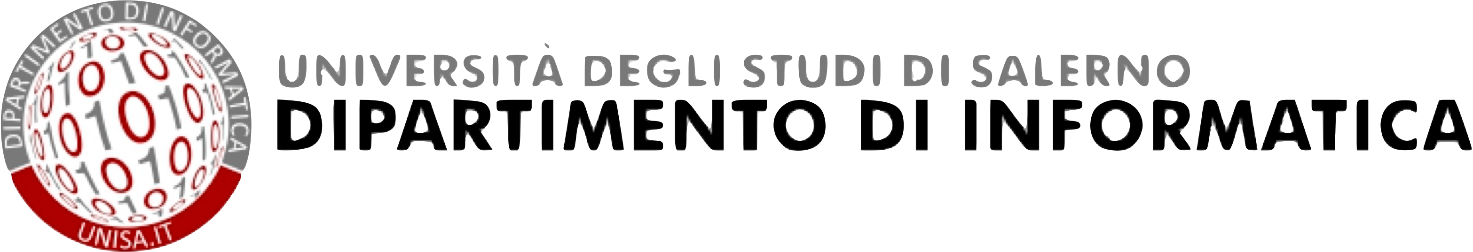 DIPARTIMENTO DI INFORMATICA
UNISA.IT
UNIVERSITÀ DEGLI STUDI DI SALERNO
DIPARTIMENTO DI INFORMATICA